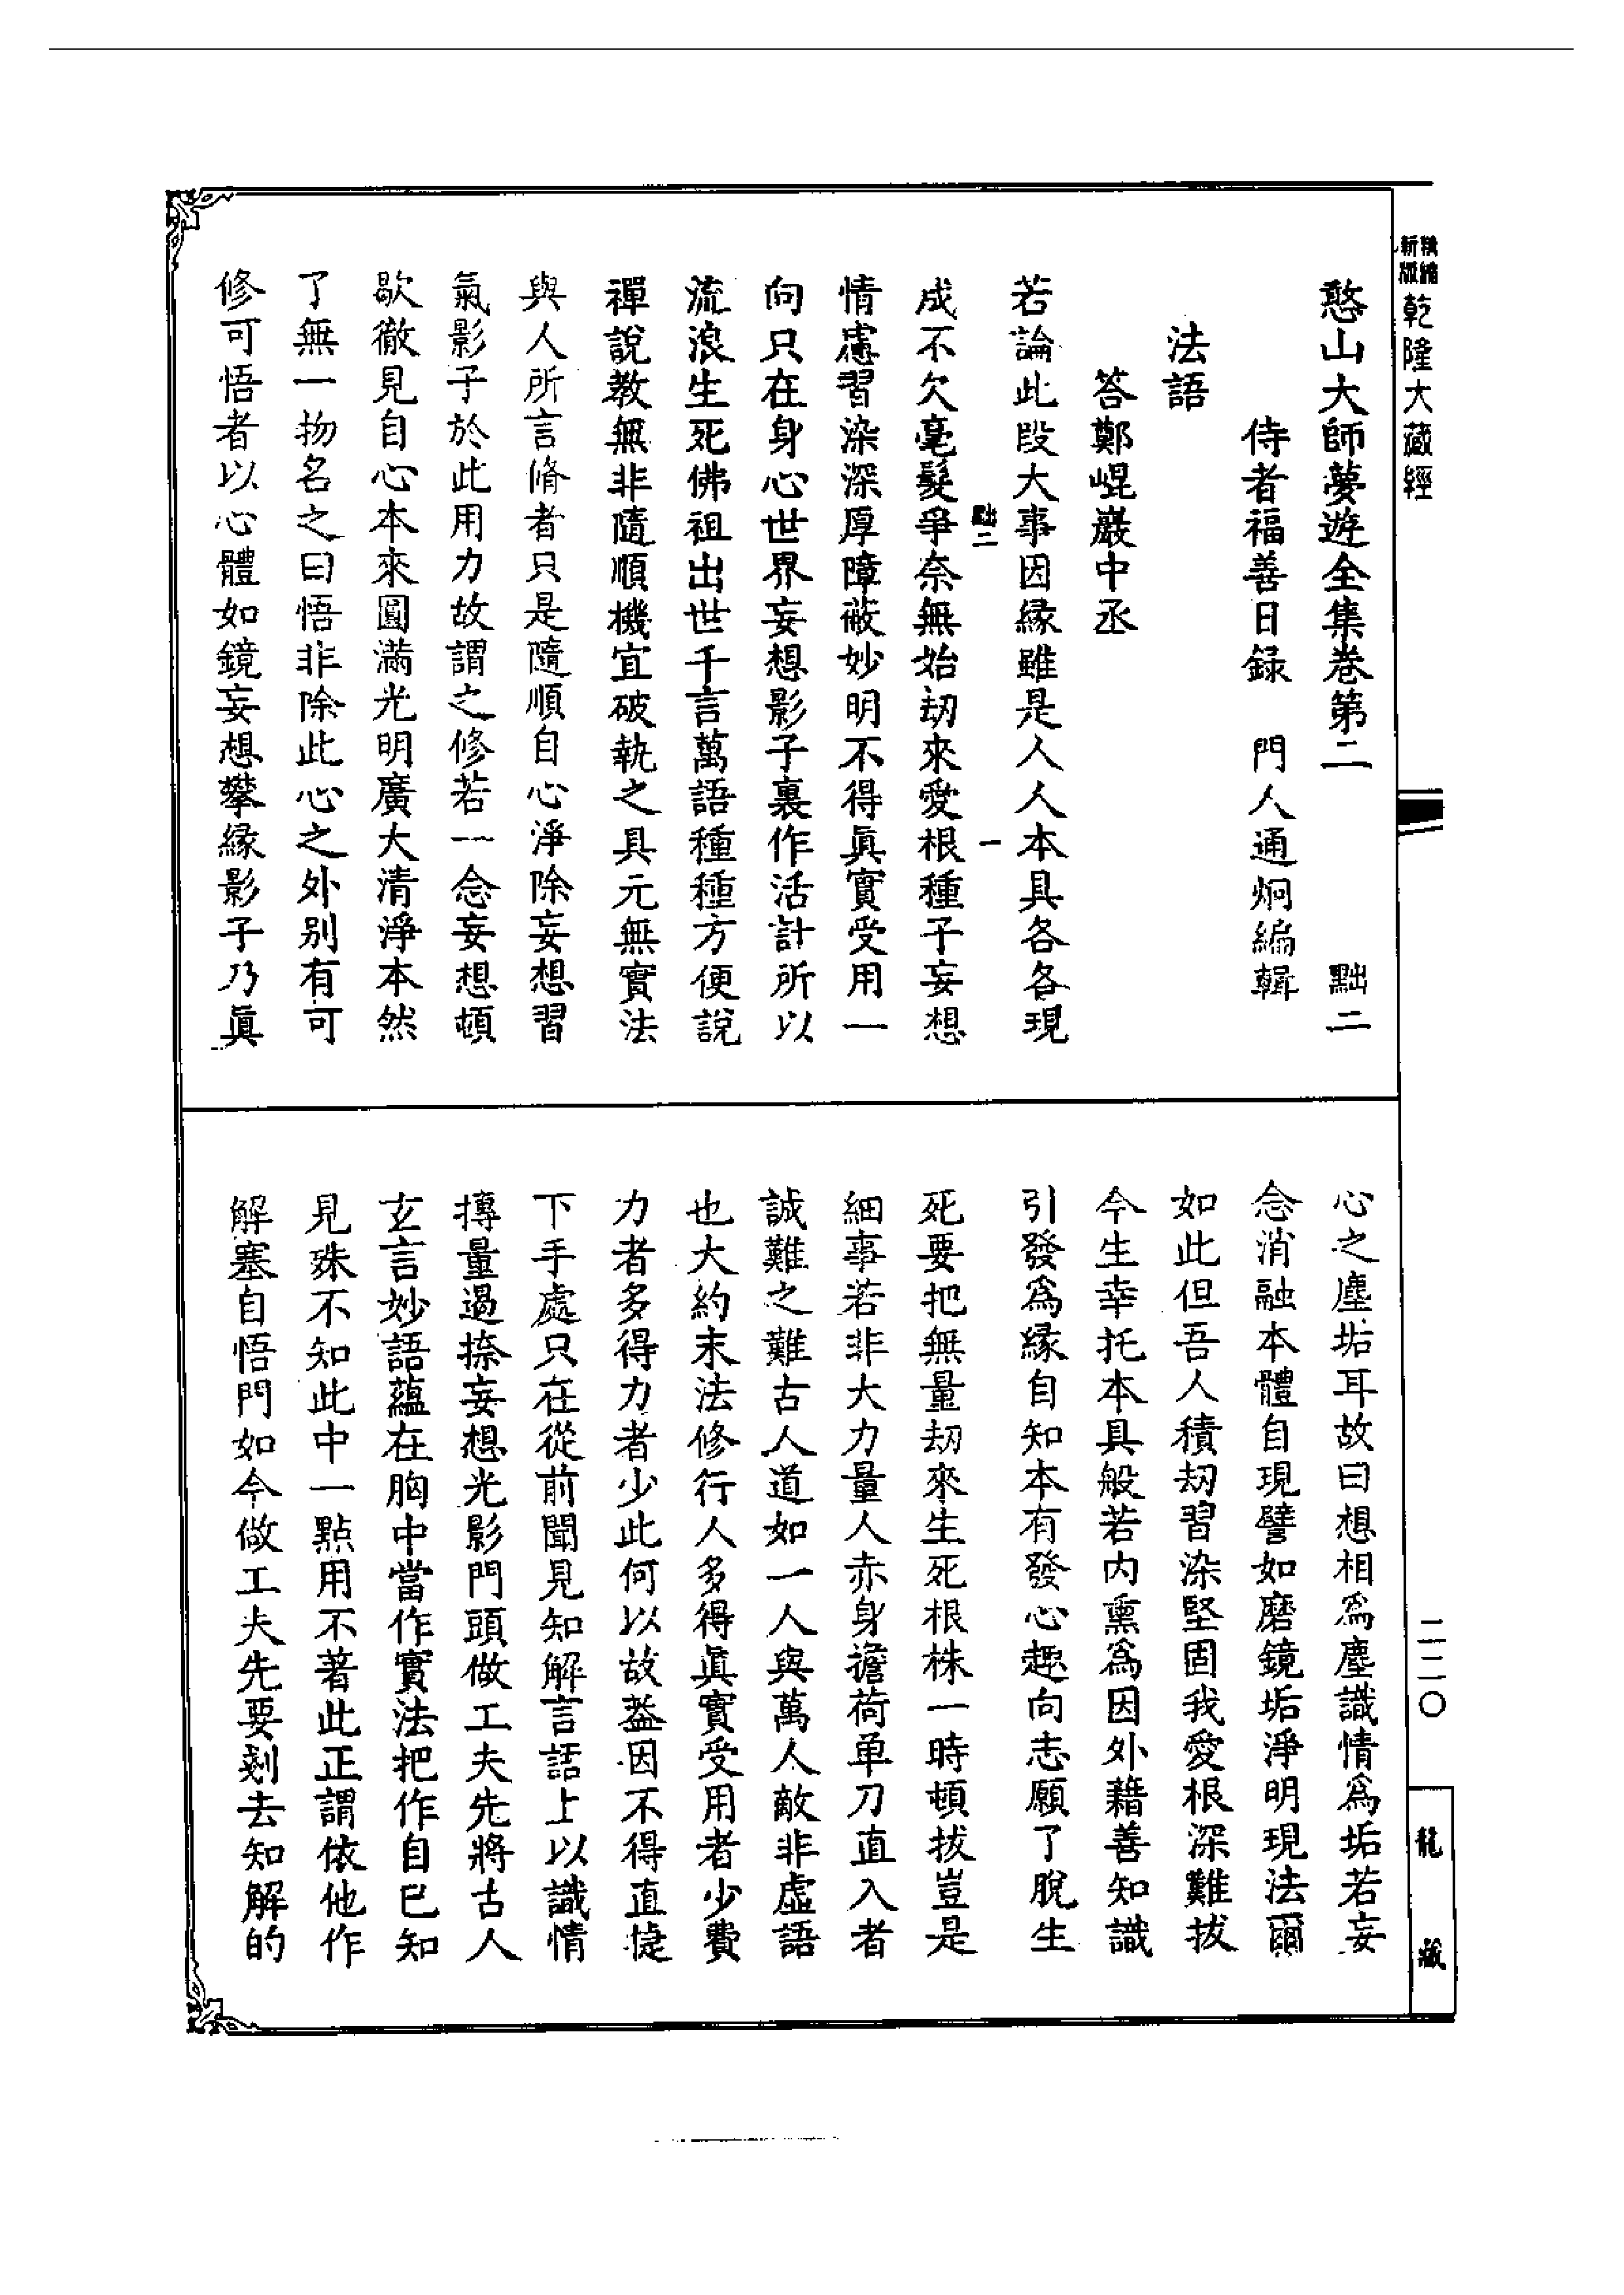 精編新版乾隆大藏經
憨山大師夢遊全集卷第二 黜二
侍者福善日録 門人通炯編輯
法語
答鄭崐巖中丞
若論此段大事因緣雖是人人本具各各現
黜二 一
成不欠毫髮爭奈無始劫來愛根種子妄想
情慮習染深厚障蔽妙明不得眞實受用一
向只在身心世界妄想影子裏作活計所以
流浪生死佛祖出世千言萬語種種方便說
禪說教無非隨順機宜破執之具元無實法
與人所言脩者只是隨順自心淨除妄想習
氣影子於此用力故謂之修若一念妄想頓
歇徹見自心本來圓滿光明廣大清淨本然
了無一物名之曰悟非除此心之外別有可
修可悟者以心體如鏡妄想攀緣影子乃眞
心之塵垢耳故曰想相爲塵識情爲垢若妄
念消融本體自現譬如磨鏡垢淨明現法爾
如此但吾人積劫習染堅固我愛根深難拔
今生幸托本具般若内熏爲因外藉善知識
引發爲緣自知本有發心趣向志願了脫生
死要把無量劫來生死根株一時頓拔豈是
細事若非大力量人赤身擔荷单刀直入者
誠難之難古人道如一人與萬人敵非虛語
也大約末法修行人多得眞實受用者少費
力者多得力者少此何以故葢因不得直捷
下手處只在從前聞見知解言語上以識情
摶量遏捺妄想光影門頭做工夫先將古人
玄言妙語蘊在胸中當作實法把作自已知
見殊不知此中一點用不著此正謂依他作
解塞自悟門如今做工夫先要剗去知解的
二二〇
龍藏